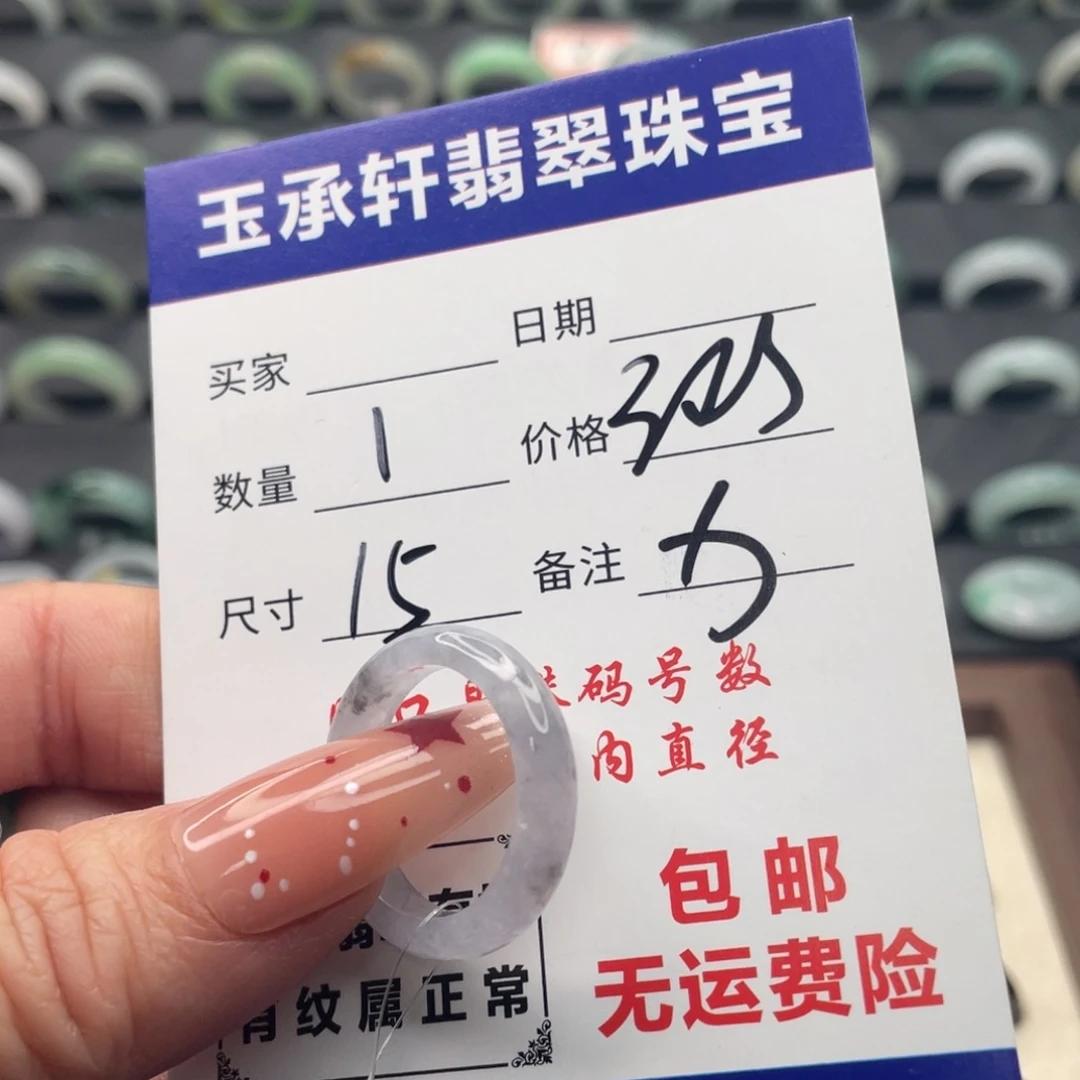 玉承轩翡翠珠宝
买家 日期
数量 1 价格
尺寸 15 备注
码号数
内直径
包邮
无运费险
有纹属正常